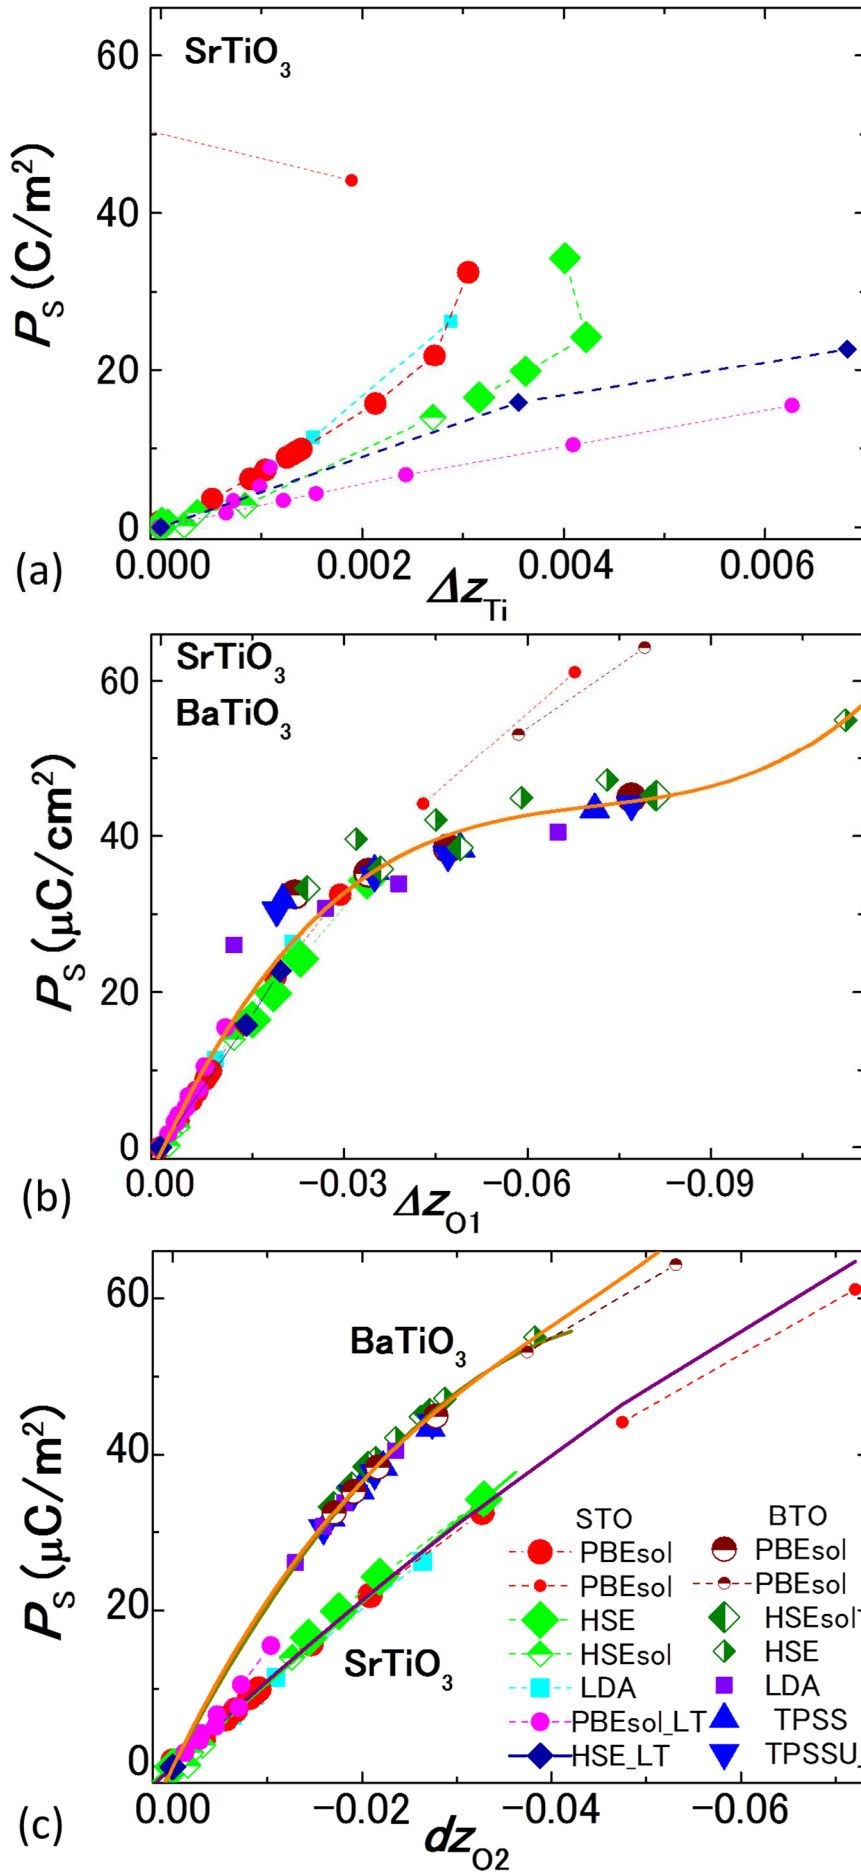 SrTiO3
60
40
20
0
PS (C/m2)
0.000 0.002 0.004 0.006
ΔzTi
(a)
SrTiO3
BaTiO3
60
40
20
0
PS (μC/cm2)
0.00 −0.03 −0.06 −0.09
ΔzO1
(b)
BaTiO3
SrTiO3
60
40
20
0
PS (μC/m2)
STO BTO
PBEsol PBEsol
PBEsol PBEsol
HSE HSEsol
HSEsol HSE
LDA LDA
PBEsol_LT TPSS
HSE_LT TPSSU
0.00 −0.02 −0.04 −0.06
dzO2
(c)